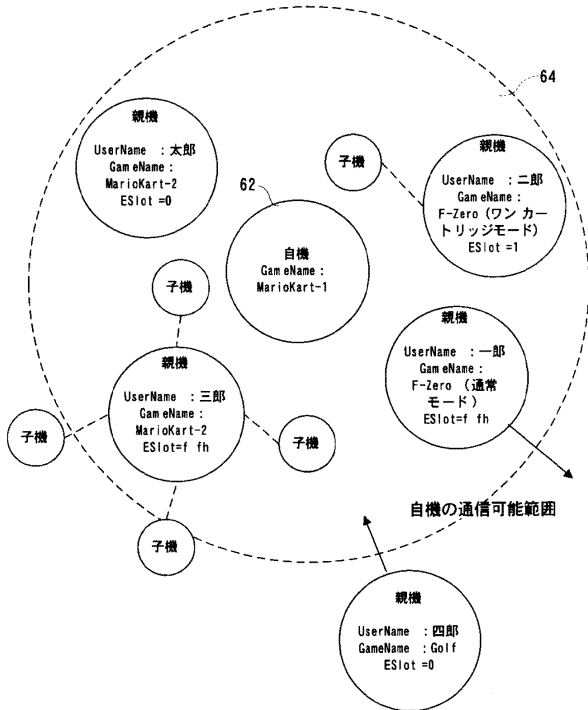 64
親機
UserName : 太郎
GameName :
MarioKart-2
ESlot =0
子機
親機
UserName : 二郎
GameName :
F-Zero (ワン カー
トリッジモード)
ESlot =1
62
自機
GameName :
MarioKart-1
子機
親機
UserName : 一郎
GameName :
F-Zero (通常
モード)
ESlot=f fh
親機
UserName : 三郎
GameName :
MarioKart-2
ESlot=f fh
子機
子機
子機
自機の通信可能範囲
親機
UserName : 四郎
GameName : Golf
ESlot =0